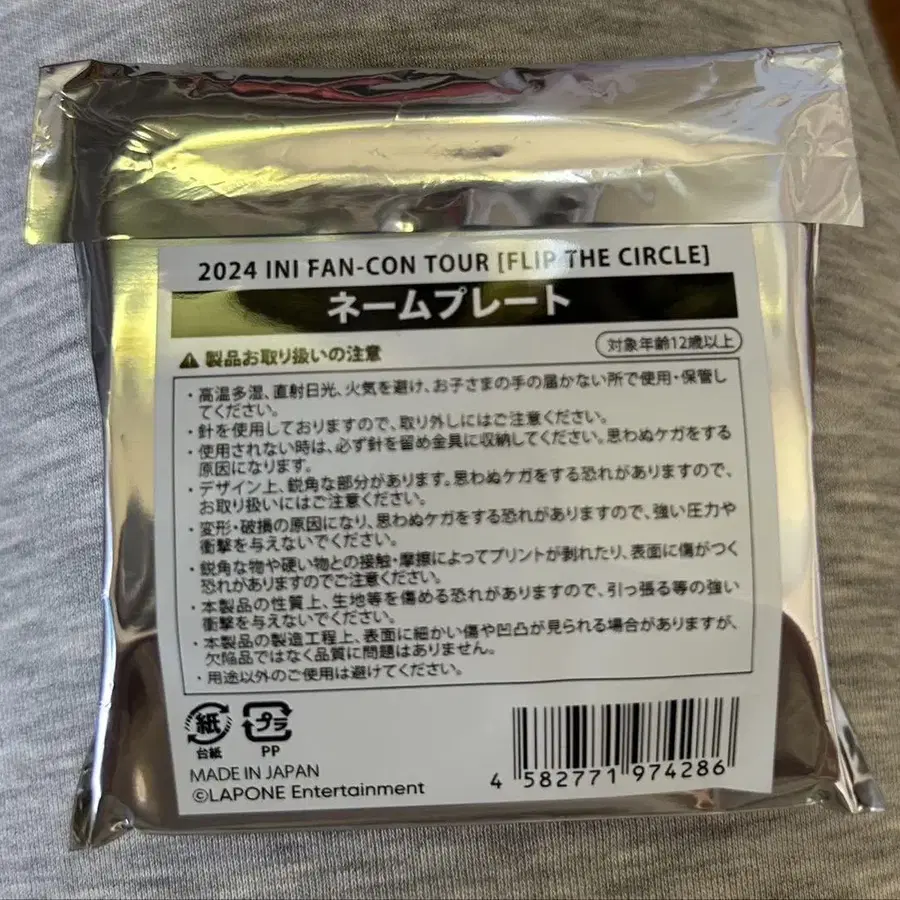 2024 INI FAN-CON TOUR [FLIP THE CIRCLE]
ネームプレート
製品お取り扱いの注意
対象年齢12歳以上
・高温多湿、直射日光、火気を避け、お子さまの手の届かない所で使用・保管し
てください。
・針を使用しておりますので、取り外しにはご注意ください。
・使用されない時は、必ず針を留め金具に収納してください。思わぬケガをする
原因になります。
・デザイン上、鋭角な部分があります。思わぬケガをする恐れがありますので、
お取り扱いにはご注意ください。
・変形・破損の原因になり、思わぬケガをする恐れがありますので、強い圧力や
衝撃を与えないでください。
・鋭角な物や硬い物との接触・摩擦によってプリントが剥れたり、表面に傷がつく
恐れがありますのでご注意ください。
・本製品の性質上、生地等を傷める恐れがありますので、引っ張る等の強い
衝撃を与えないでください。
・本製品の製造工程上、表面に細かい傷や凹凸が見られる場合がありますが、
欠陥品ではなく品質に問題はありません。
・用途以外のご使用は避けてください。
紙
プラ
台紙
PP
MADE IN JAPAN
©LAPONE Entertainment
4 582771 974286